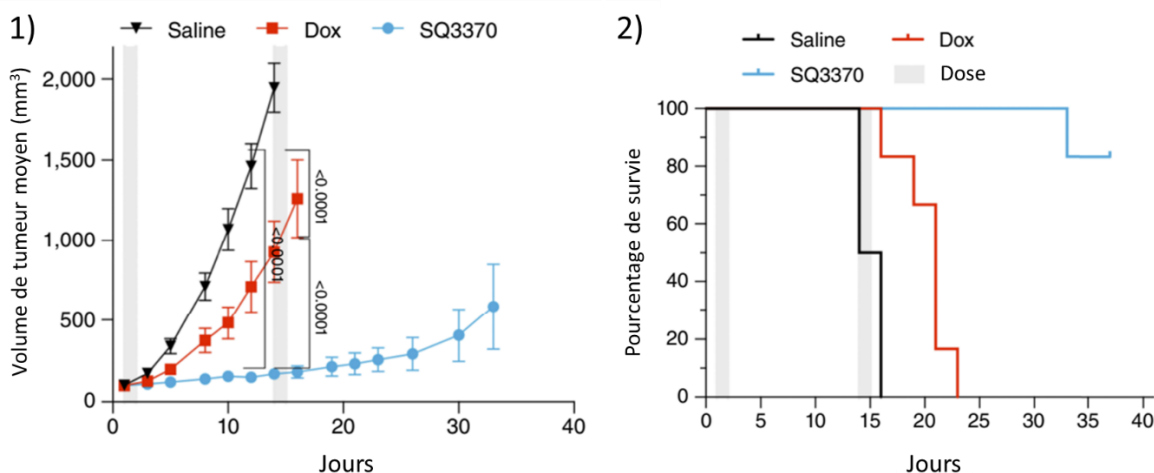 1)
Saline Dox SQ3370
Volume de tumeur moyen (mm³)
2,000
1,500
1,000
500
0
<0.0001
<0.0001
<0.0001
0 10 20 30 40
Jours
2)
Saline Dox
SQ3370 Dose
Pourcentage de survie
100
80
60
40
20
0
0 5 10 15 20 25 30 35 40
Jours